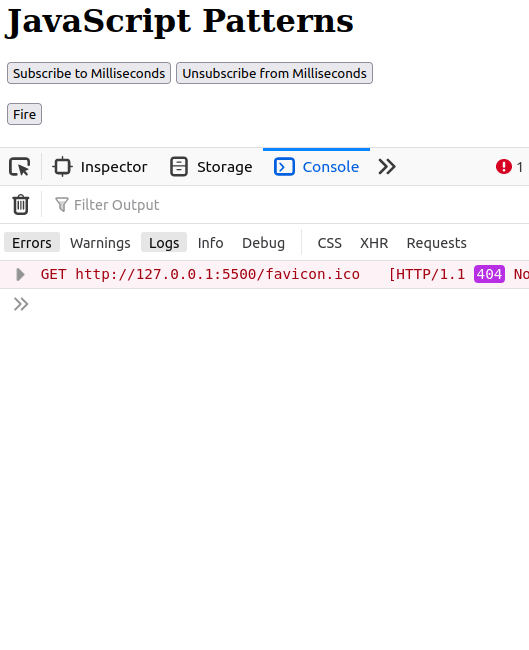 JavaScript Patterns
Subscribe to Milliseconds Unsubscribe from Milliseconds
Fire
Inspector Storage Console 1
Filter Output
Errors Warnings Logs Info Debug CSS XHR Requests
GET http://127.0.0.1:5500/favicon.ico [HTTP/1.1 404 No